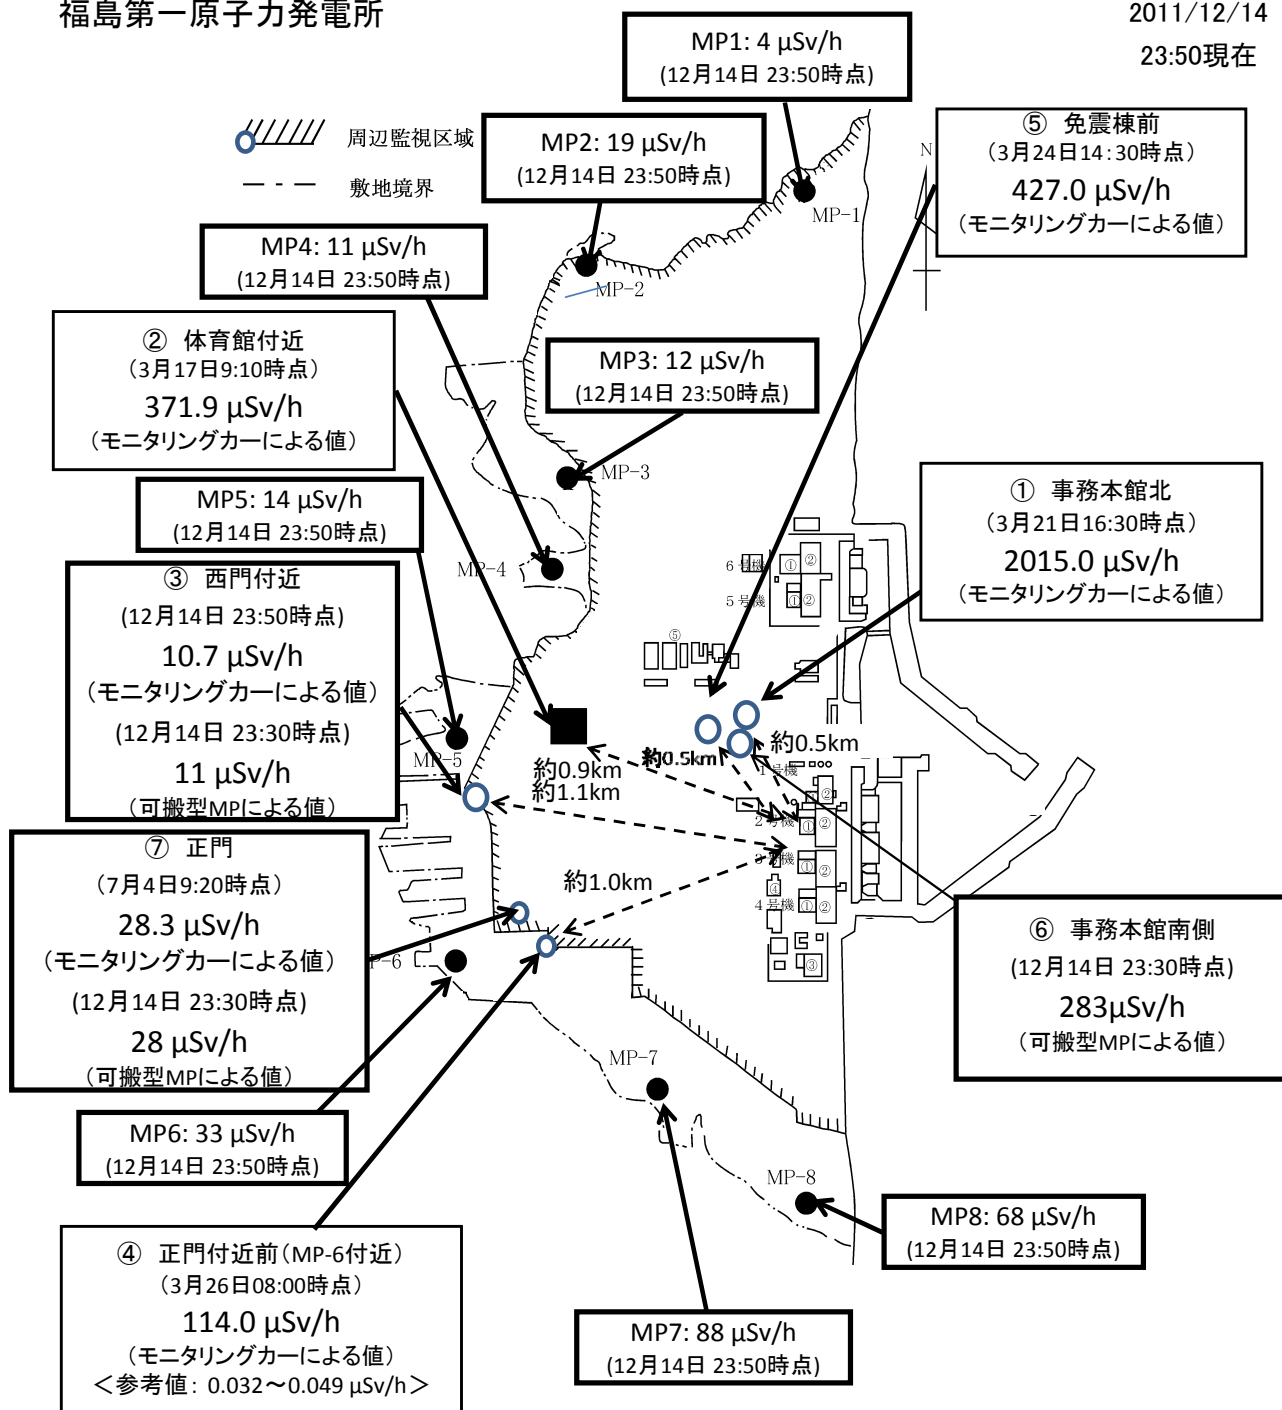 福島第一原子力発電所
2011/12/14
23:50現在
周辺監視区域
敷地境界
MP1: 4 μSv/h
(12月14日 23:50時点)
MP2: 19 μSv/h
(12月14日 23:50時点)
⑤ 免震棟前
(3月24日14:30時点)
427.0 μSv/h
(モニタリングカーによる値)
N
MP-1
MP4: 11 μSv/h
(12月14日 23:50時点)
MP-2
② 体育館付近
(3月17日9:10時点)
371.9 μSv/h
(モニタリングカーによる値)
MP3: 12 μSv/h
(12月14日 23:50時点)
MP-3
MP5: 14 μSv/h
(12月14日 23:50時点)
① 事務本館北
(3月21日16:30時点)
2015.0 μSv/h
(モニタリングカーによる値)
MP-4
③ 西門付近
(12月14日 23:50時点)
10.7 μSv/h
(モニタリングカーによる値)
(12月14日 23:30時点)
11 μSv/h
(可搬型MPによる値)
6号機
① ②
5号機
① ②
⑤
MP-5
約0.9km
約1.1km
約0.5km
約0.5km
1号機
②
2号機
① ②
3号機
① ②
④
4号機
① ②
③
約1.0km
⑦ 正門
(7月4日9:20時点)
28.3 μSv/h
(モニタリングカーによる値)
(12月14日 23:30時点)
28 μSv/h
(可搬型MPによる値)
P-6
⑥ 事務本館南側
(12月14日 23:30時点)
283μSv/h
(可搬型MPによる値)
MP-7
MP6: 33 μSv/h
(12月14日 23:50時点)
MP-8
MP8: 68 μSv/h
(12月14日 23:50時点)
④ 正門付近前(MP-6付近)
(3月26日08:00時点)
114.0 μSv/h
(モニタリングカーによる値)
<参考値: 0.032～0.049 μSv/h>
MP7: 88 μSv/h
(12月14日 23:50時点)